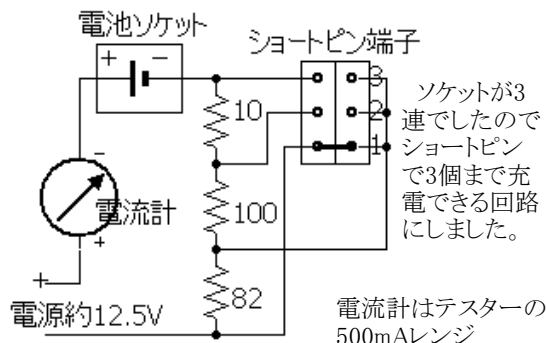 電池ソケット
ショートピン端子
+ −
3
ソケットが3
10
2
連でしたので
1
ショートピン
で3個まで充
電できる回路
にしました。
−
電流計
100
+
+
82
電源約12.5V
電流計はテスターの
500mAレンジ